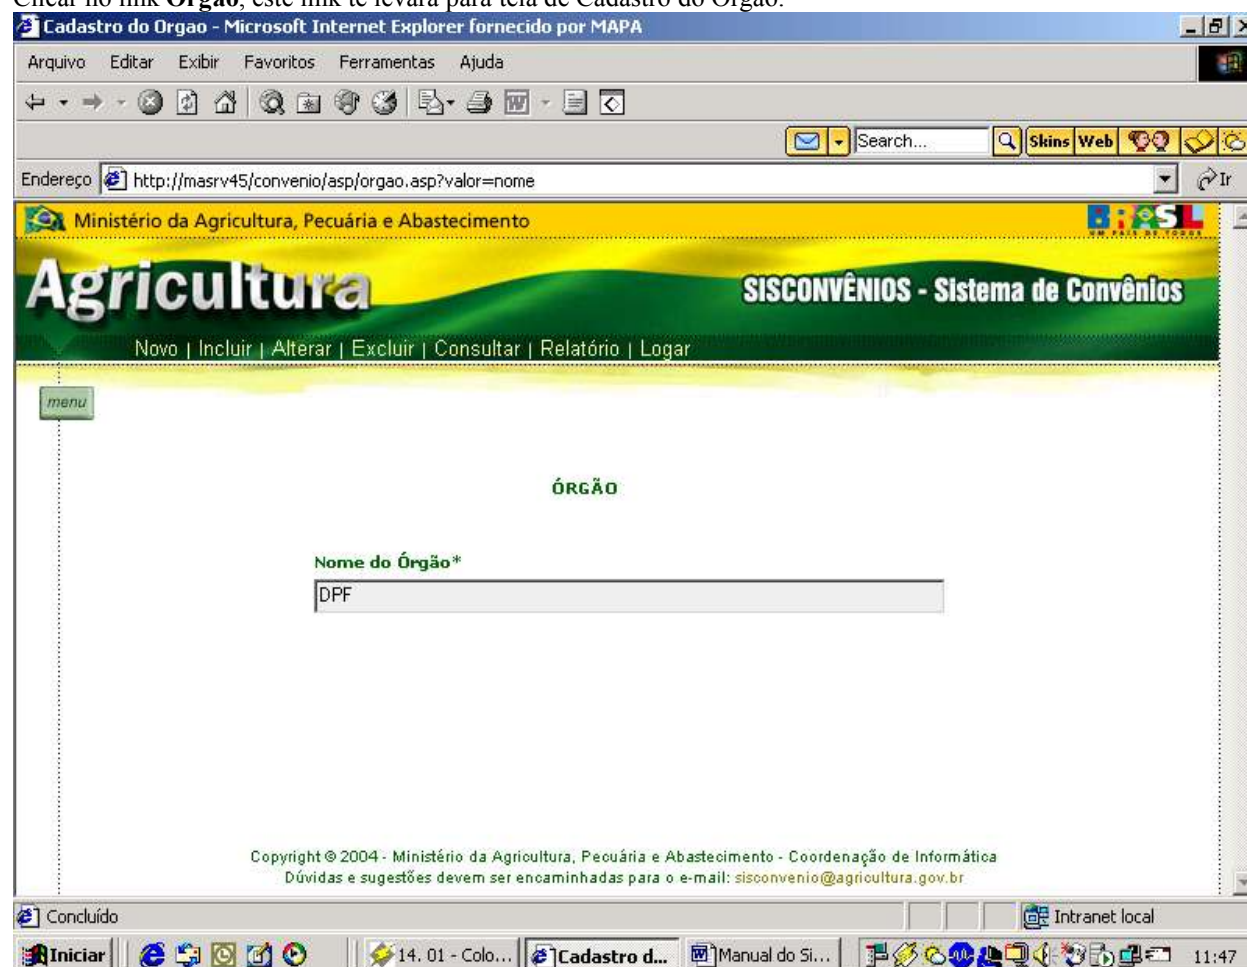 Clicar no link Órgão, este link te levará para tela de Cadastro do Órgão.
Cadastro do Orgao - Microsoft Internet Explorer fornecido por MAPA
Arquivo Editar Exibir Favoritos Ferramentas Ajuda
Search... Skins Web
Endereço http://masrv45/convenio/asp/orgao.asp?valor=nome Ir
Ministério da Agricultura, Pecuária e Abastecimento BRASIL
UM PAÍS DE TODOS
Agricultura SISCONVÊNIOS - Sistema de Convênios
Novo | Incluir | Alterar | Excluir | Consultar | Relatório | Logar
menu
ÓRGÃO
Nome do Órgão*
DPF
Copyright © 2004 - Ministério da Agricultura, Pecuária e Abastecimento - Coordenação de Informática
Dúvidas e sugestões devem ser encaminhadas para o e-mail: sisconvenio@agricultura.gov.br
Concluído Intranet local
Iniciar 14. 01 - Colo... Cadastro d... Manual do Si... 11:47